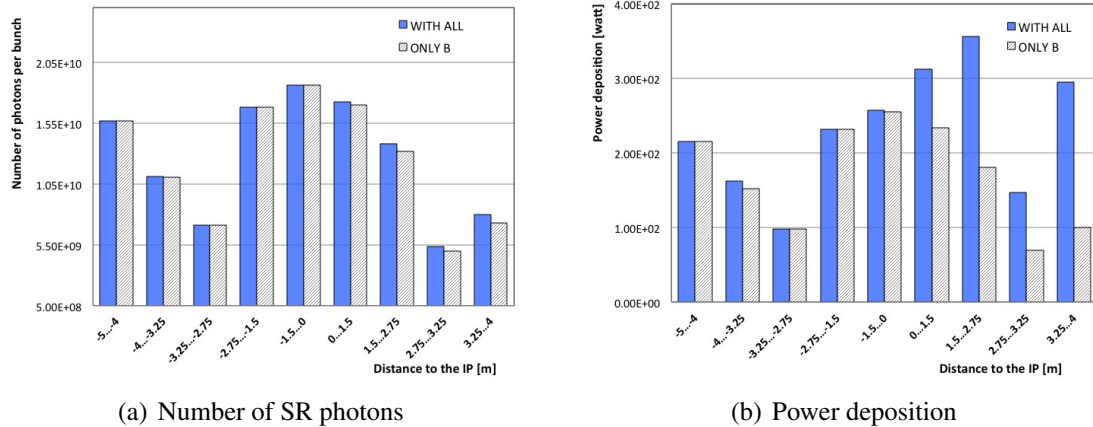 Number of photons per bunch
2.05E+10
1.55E+10
1.05E+10
5.50E+09
5.00E+08
WITH ALL
ONLY B
-5...-4
-4...-3.25
-3.25...-2.75
-2.75...-1.5
-1.5...0
0...1.5
1.5...2.75
2.75...3.25
3.25...4
Distance to the IP [m]
(a) Number of SR photons
Power deposition [watt]
4.00E+02
3.00E+02
2.00E+02
1.00E+02
0.00E+00
WITH ALL
ONLY B
-5...-4
-4...-3.25
-3.25...-2.75
-2.75...-1.5
-1.5...0
0...1.5
1.5...2.75
2.75...3.25
3.25...4
Distance to the IP [m]
(b) Power deposition